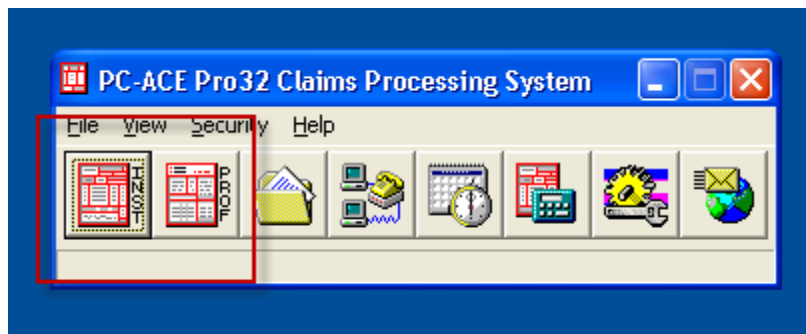 PC-ACE Pro32 Claims Processing System
File View Security Help
INST PROF